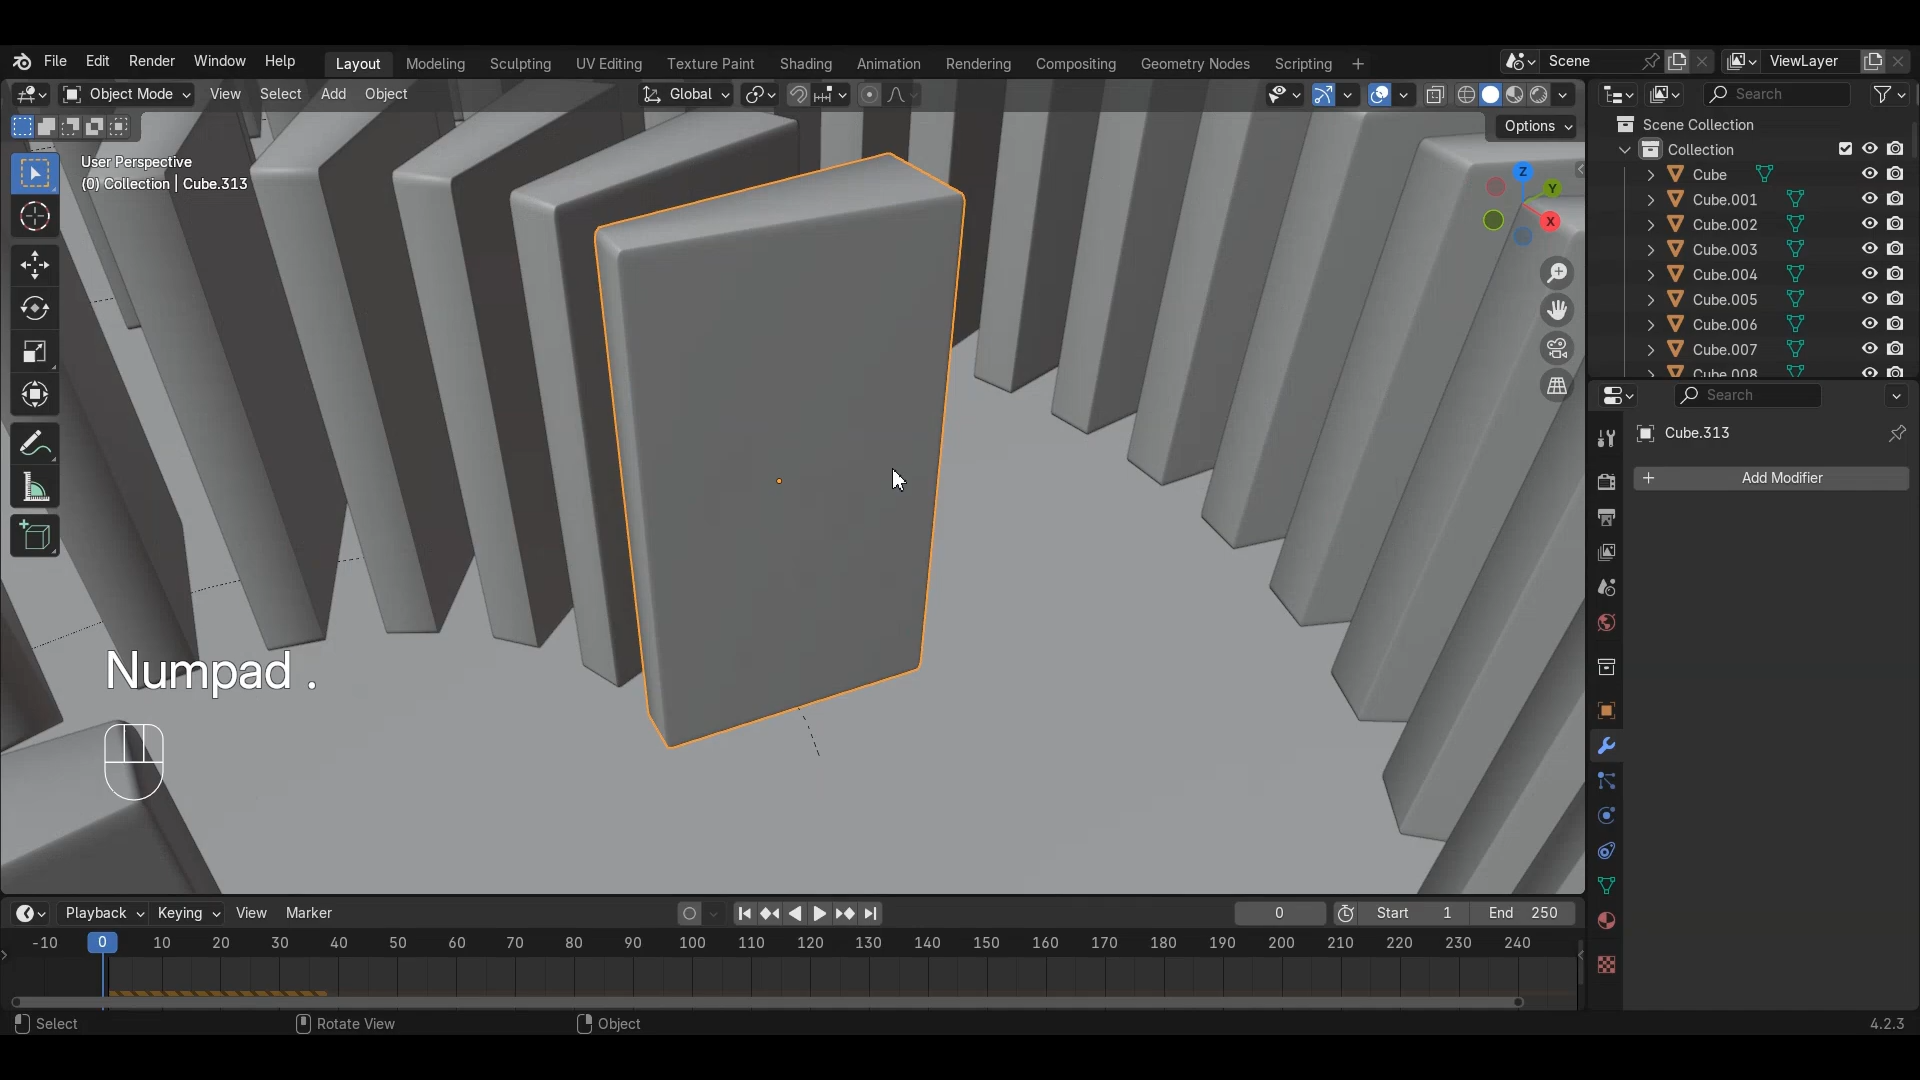 File Edit Render Window Help Layout Modeling Sculpting UV Editing Texture Paint Shading Animation Rendering Compositing Geometry Nodes Scripting + Scene ViewLayer
Object Mode View Select Add Object Global Search
Options
User Perspective
(0) Collection | Cube.313
Z
Y
X
Scene Collection
Collection
Cube
Cube.001
Cube.002
Cube.003
Cube.004
Cube.005
Cube.006
Cube.007
Cube.008
Search
Cube.313
+ Add Modifier
Numpad .
Playback Keying View Marker 0 Start 1 End 250
-10 0 10 20 30 40 50 60 70 80 90 100 110 120 130 140 150 160 170 180 190 200 210 220 230 240
Select Rotate View Object 4.2.3